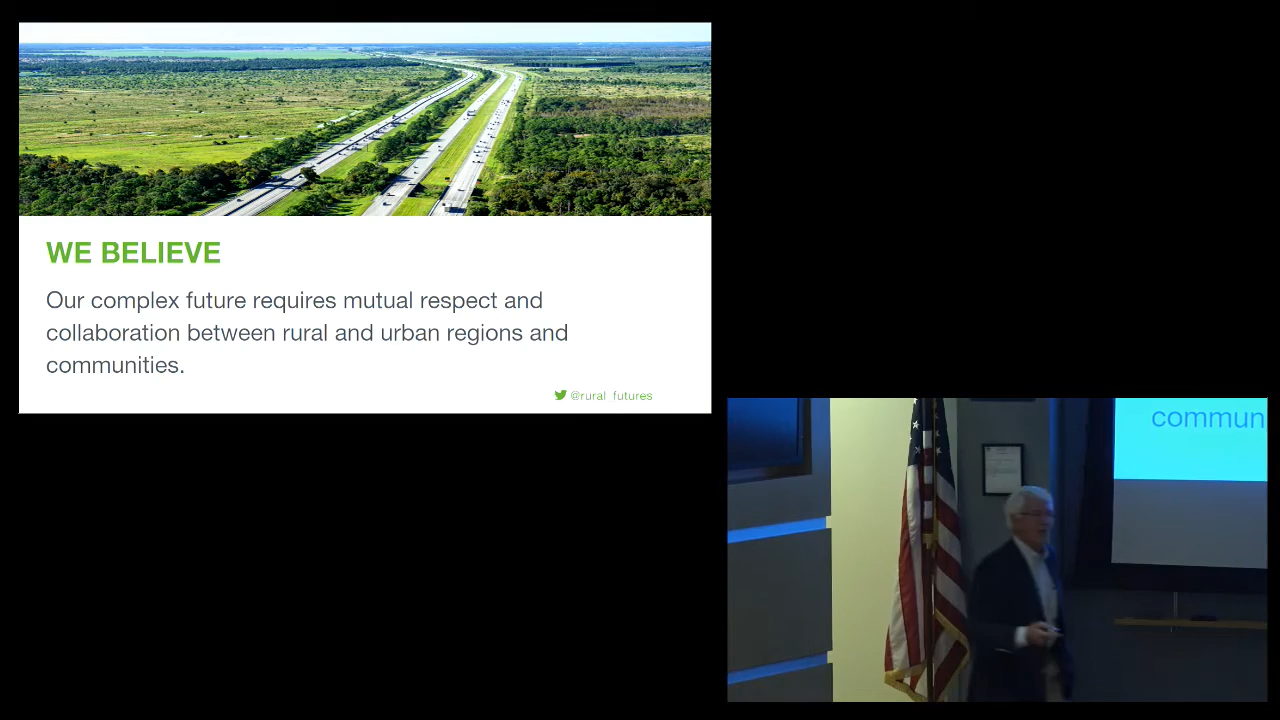 WE BELIEVE
Our complex future requires mutual respect and
collaboration between rural and urban regions and
communities.
@rural_futures
commun